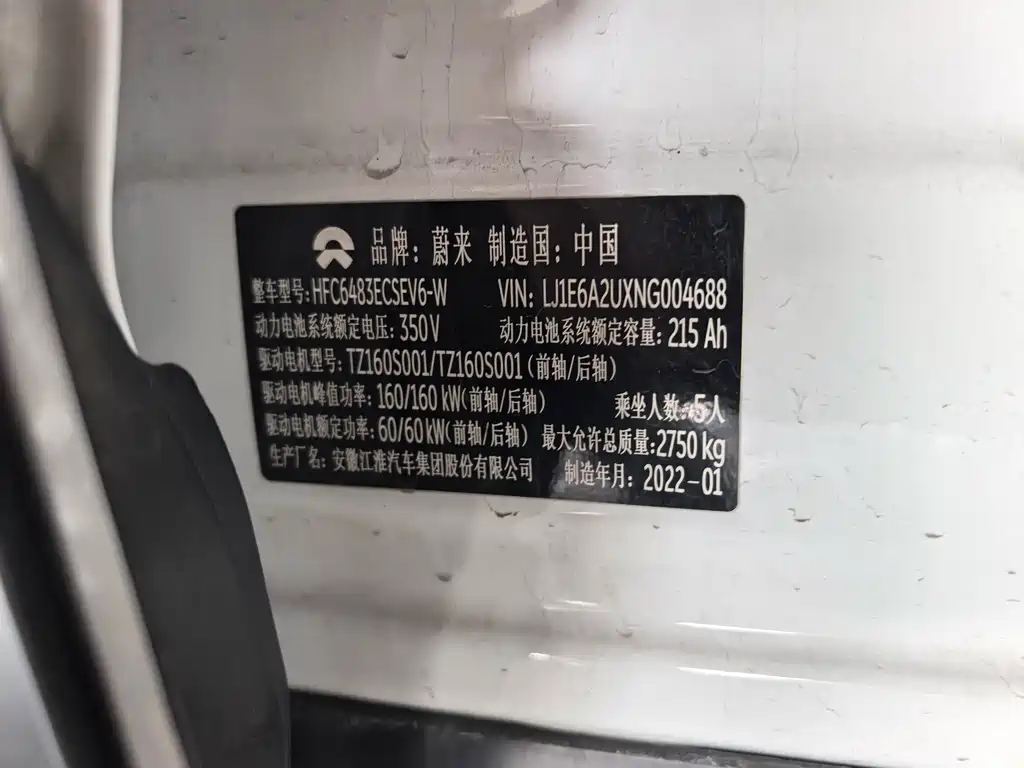 品牌：蔚来 制造国：中国
整车型号:HFC6483ECSEV6-W VIN: LJ1E6A2UXNG004688
动力电池系统额定电压: 350V 动力电池系统额定容量: 215 Ah
驱动电机型号: TZ160S001/TZ160S001 (前轴/后轴)
驱动电机峰值功率: 160/160 kW(前轴/后轴) 乘坐人数: 5人
驱动电机额定功率: 60/60kW(前轴/后轴) 最大允许总质量:2750 kg
生产厂名: 安徽江淮汽车集团股份有限公司 制造年月: 2022-01